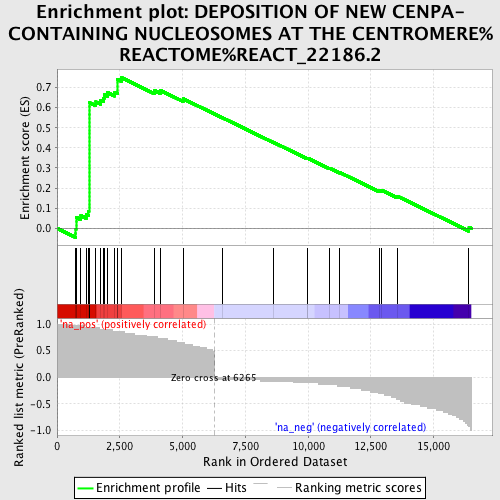 Enrichment plot: DEPOSITION OF NEW CENPA-
CONTAINING NUCLEOSOMES AT THE CENTROMERE%
REACTOME%REACT_22186.2
Enrichment score (ES)
0.7
0.6
0.5
0.4
0.3
0.2
0.1
0.0
Ranked list metric (PreRanked)
1.0
0.5
0.0
-0.5
-1.0
'na_pos' (positively correlated)
Zero cross at 6265
'na_neg' (negatively correlated)
0 2,500 5,000 7,500 10,000 12,500 15,000
Rank in Ordered Dataset
Enrichment profile Hits Ranking metric scores